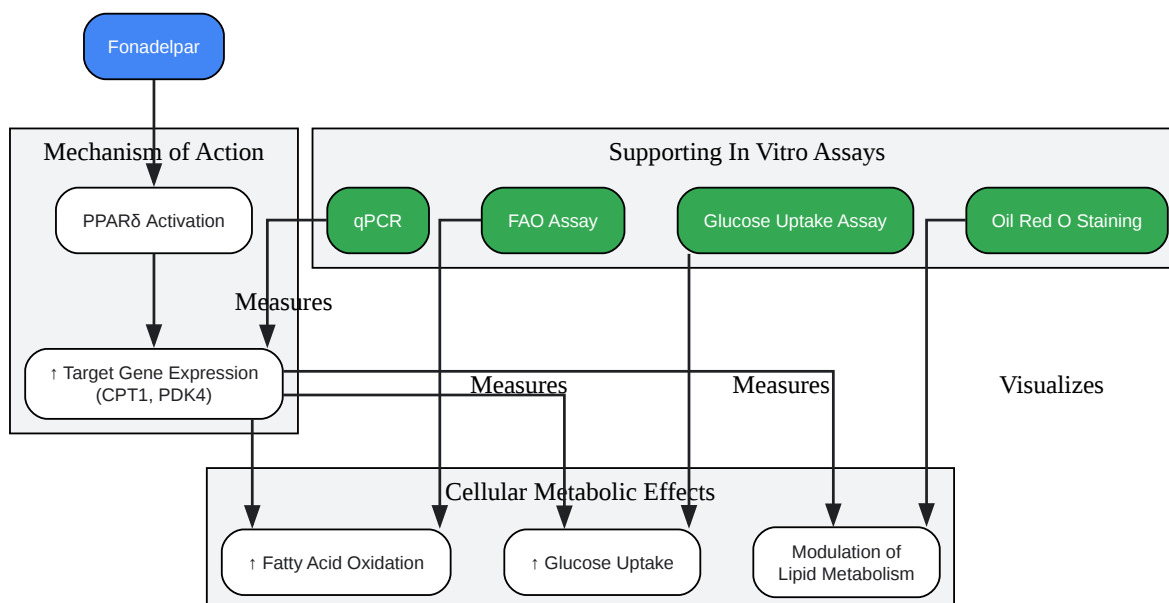 Fonadelpar
Mechanism of Action
Supporting In Vitro Assays
PPARδ Activation
qPCR
FAO Assay
Glucose Uptake Assay
Oil Red O Staining
Measures
↑ Target Gene Expression
(CPT1, PDK4)
Measures
Measures
Visualizes
Cellular Metabolic Effects
↑ Fatty Acid Oxidation
↑ Glucose Uptake
Modulation of
Lipid Metabolism